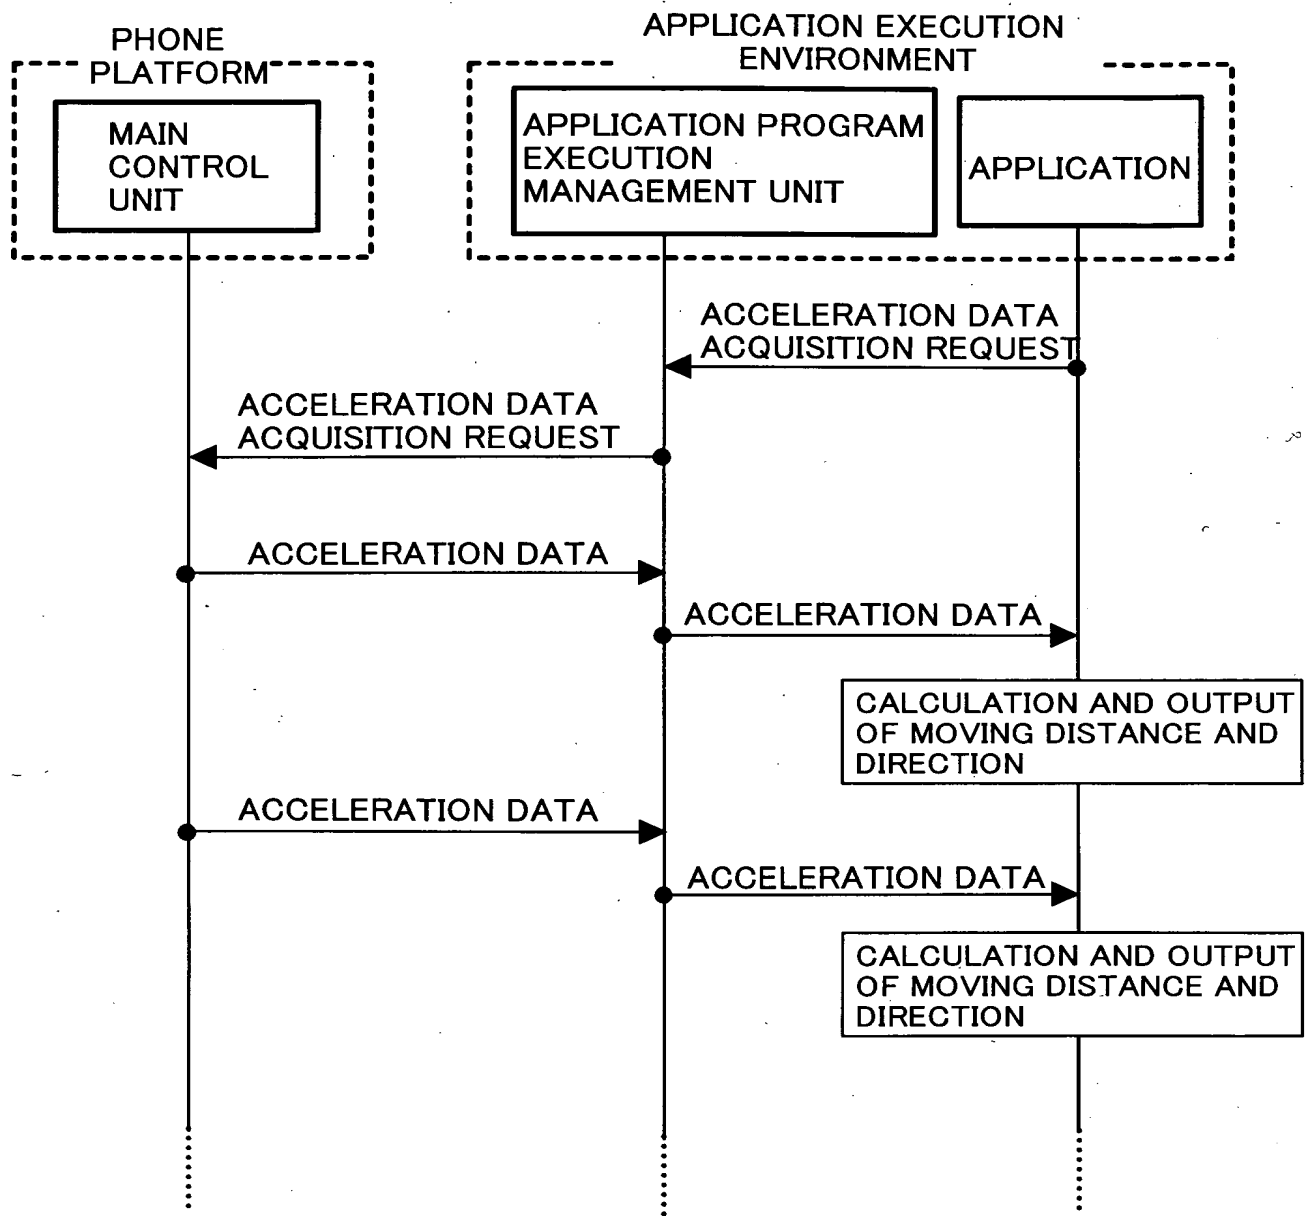 PHONE
PLATFORM
APPLICATION EXECUTION
ENVIRONMENT
MAIN
CONTROL
UNIT
APPLICATION PROGRAM
EXECUTION
MANAGEMENT UNIT
APPLICATION
ACCELERATION DATA
ACQUISITION REQUEST
ACCELERATION DATA
ACQUISITION REQUEST
ACCELERATION DATA
ACCELERATION DATA
CALCULATION AND OUTPUT
OF MOVING DISTANCE AND
DIRECTION
ACCELERATION DATA
ACCELERATION DATA
CALCULATION AND OUTPUT
OF MOVING DISTANCE AND
DIRECTION